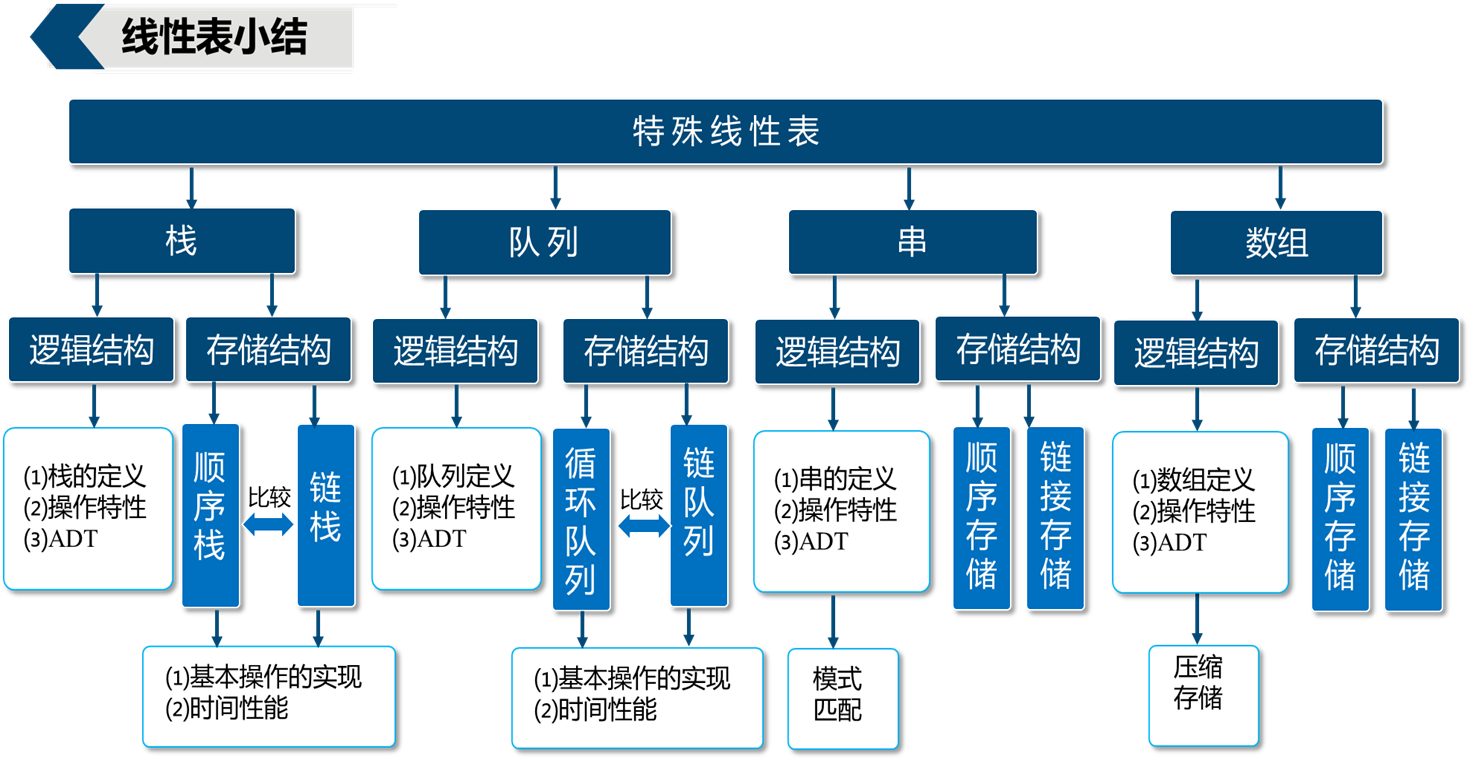 线性表小结
特殊线性表
栈
队列
串
数组
逻辑结构
存储结构
逻辑结构
存储结构
逻辑结构
存储结构
逻辑结构
存储结构
(1)栈的定义
(2)操作特性
(3)ADT
顺序栈
比较
链栈
(1)队列定义
(2)操作特性
(3)ADT
循环队列
比较
链队列
(1)串的定义
(2)操作特性
(3)ADT
顺序存储
链接存储
(1)数组定义
(2)操作特性
(3)ADT
顺序存储
链接存储
(1)基本操作的实现
(2)时间性能
(1)基本操作的实现
(2)时间性能
模式
匹配
压缩
存储